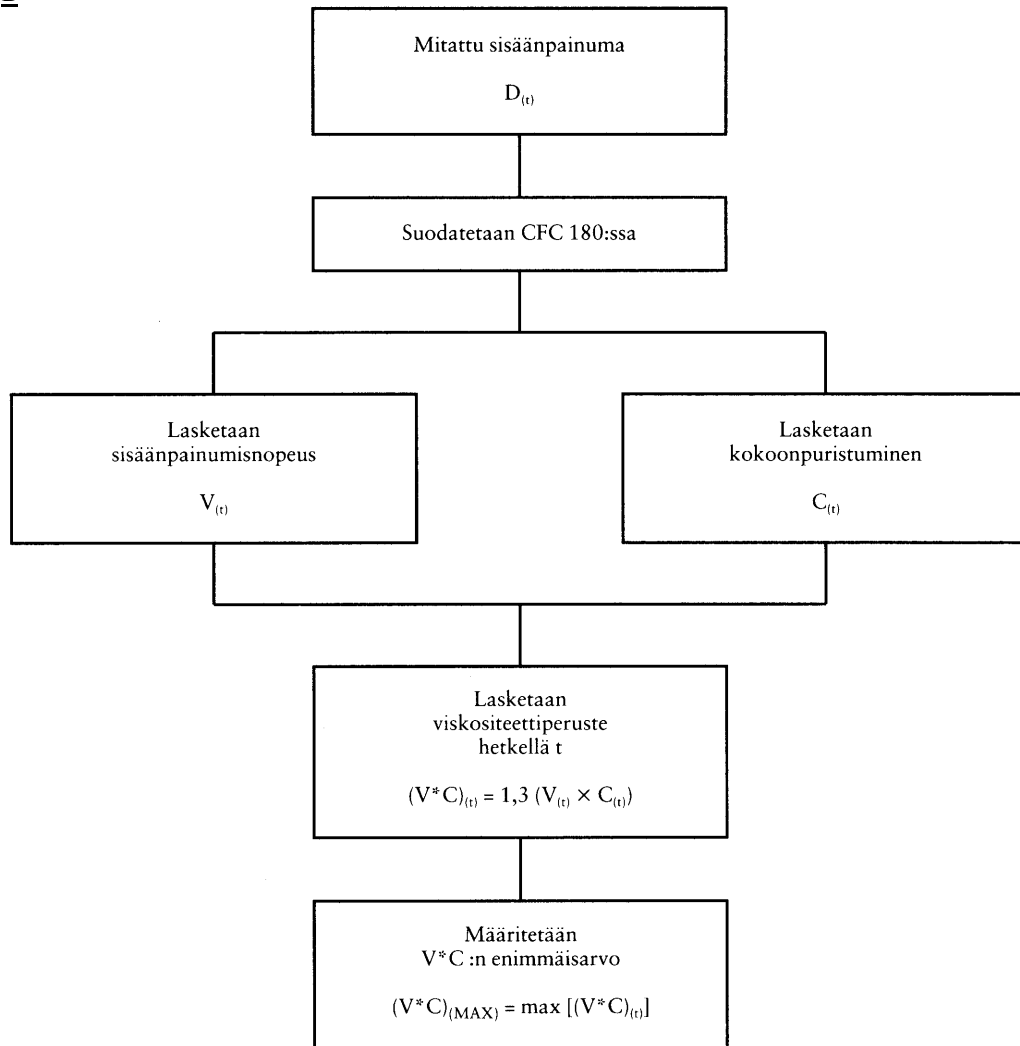 Mitattu sisäänpainuma
D(t)
Suodatetaan CFC 180:ssa
Lasketaan
sisäänpainumisnopeus
V(t)
Lasketaan
kokoonpuristuminen
C(t)
Lasketaan
viskositeettiperuste
hetkellä t
(V*C)(t) = 1,3 (V(t) × C(t))
Määritetään
V*C :n enimmäisarvo
(V*C)(MAX) = max [(V*C)(t)]